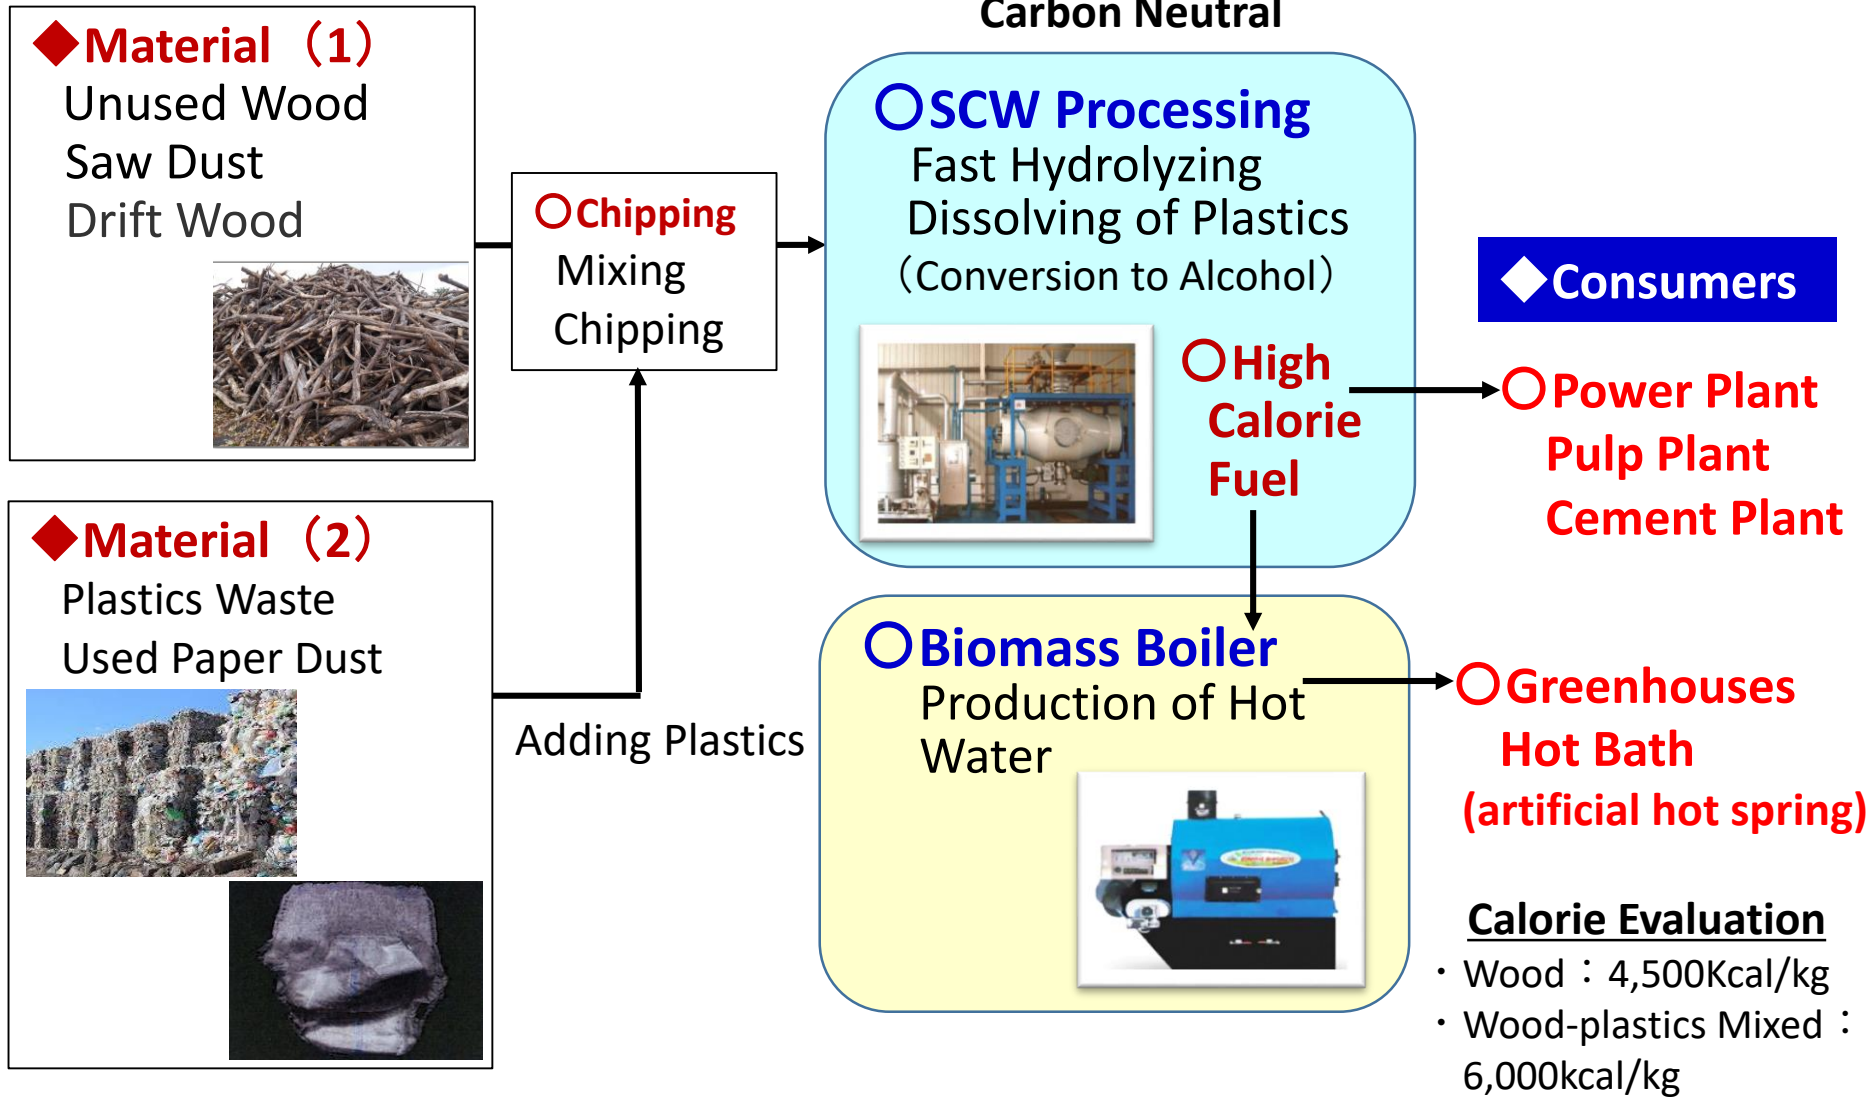 Carbon Neutral
◆Material（1）
Unused Wood
Saw Dust
Drift Wood
○Chipping
Mixing
Chipping
○SCW Processing
Fast Hydrolyzing
Dissolving of Plastics
（Conversion to Alcohol）
○High
Calorie
Fuel
◆Consumers
○Power Plant
Pulp Plant
Cement Plant
◆Material（2）
Plastics Waste
Used Paper Dust
Adding Plastics
○Biomass Boiler
Production of Hot
Water
○Greenhouses
Hot Bath
(artificial hot spring)
Calorie Evaluation
・Wood：4,500Kcal/kg
・Wood-plastics Mixed：
6,000kcal/kg